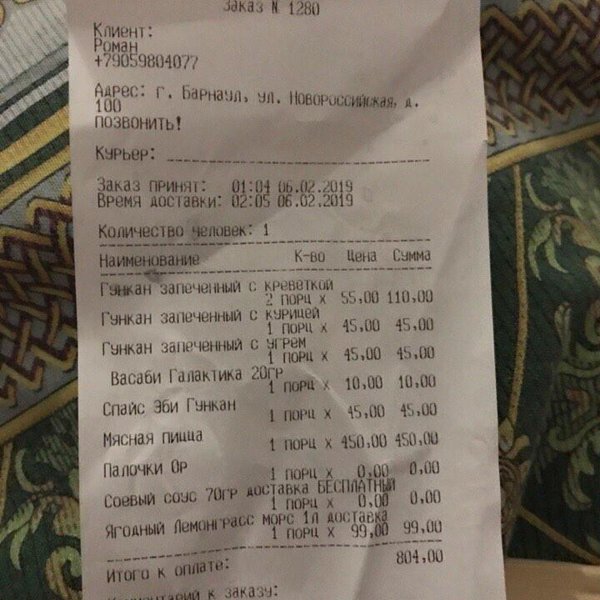 Заказ N 1280
Клиент:
Роман
+79059804077
Адрес: г. Барнаул, ул. Новороссийская, д.
100
ПОЗВОНИТЬ!
Курьер:
Заказ принят: 01:04 06.02.2019
Время доставки: 02:05 06.02.2019
Количество человек: 1
Наименование К-во Цена Сумма
Гункан запеченный с креветкой
2 порц x 55,00 110,00
Гункан запеченный с курицей
1 порц x 45,00 45,00
Гункан запеченный с угрем
1 порц x 45,00 45,00
Васаби Галактика 20гр
1 порц x 10,00 10,00
Спайс Эби Гункан
1 порц x 45,00 45,00
Мясная пицца
1 порц x 450,00 450,00
Палочки 0р
1 порц x 0,00 0,00
Соевый соус 70гр доставка БЕСПЛАТНЫЙ
1 порц x 0,00 0,00
Ягодный Лемонграсс морс 1л доставка
1 порц x 99,00 99,00
Итого к оплате: 804,00
Комментарий к заказу: